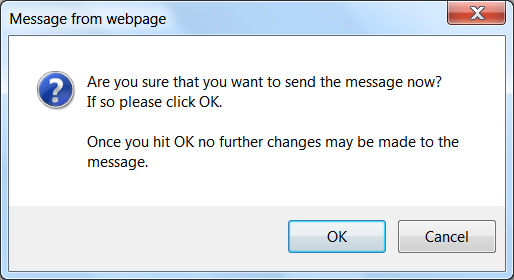 Message from webpage
Are you sure that you want to send the message now?
If so please click OK.
Once you hit OK no further changes may be made to the
message.
OK
Cancel